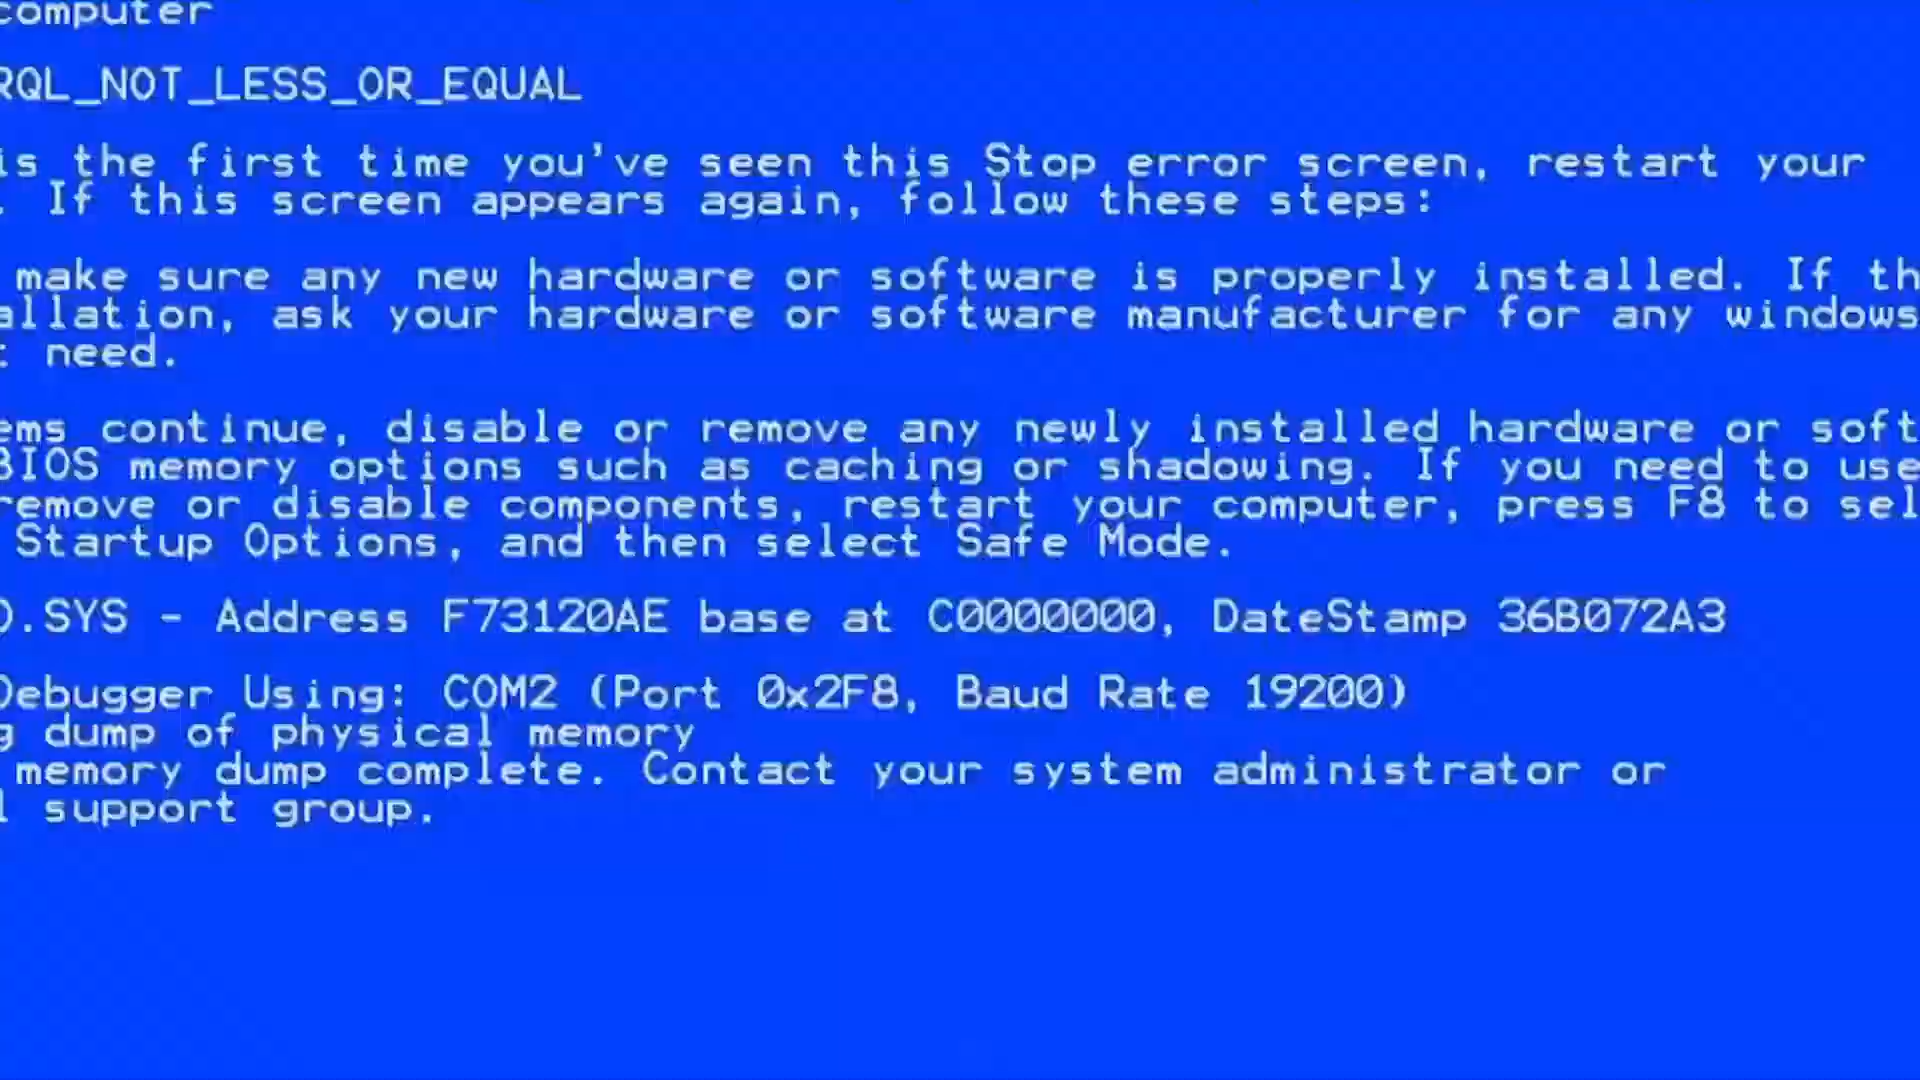 computer
RQL_NOT_LESS_OR_EQUAL
is the first time you've seen this Stop error screen, restart your
. If this screen appears again, follow these steps:
make sure any new hardware or software is properly installed. If th
allation, ask your hardware or software manufacturer for any windows
t need.
ems continue, disable or remove any newly installed hardware or soft
BIOS memory options such as caching or shadowing. If you need to use
remove or disable components, restart your computer, press F8 to sel
Startup Options, and then select Safe Mode.
D.SYS - Address F73120AE base at C0000000, DateStamp 36B072A3
Debugger Using: COM2 (Port 0x2F8, Baud Rate 19200)
g dump of physical memory
memory dump complete. Contact your system administrator or
l support group.